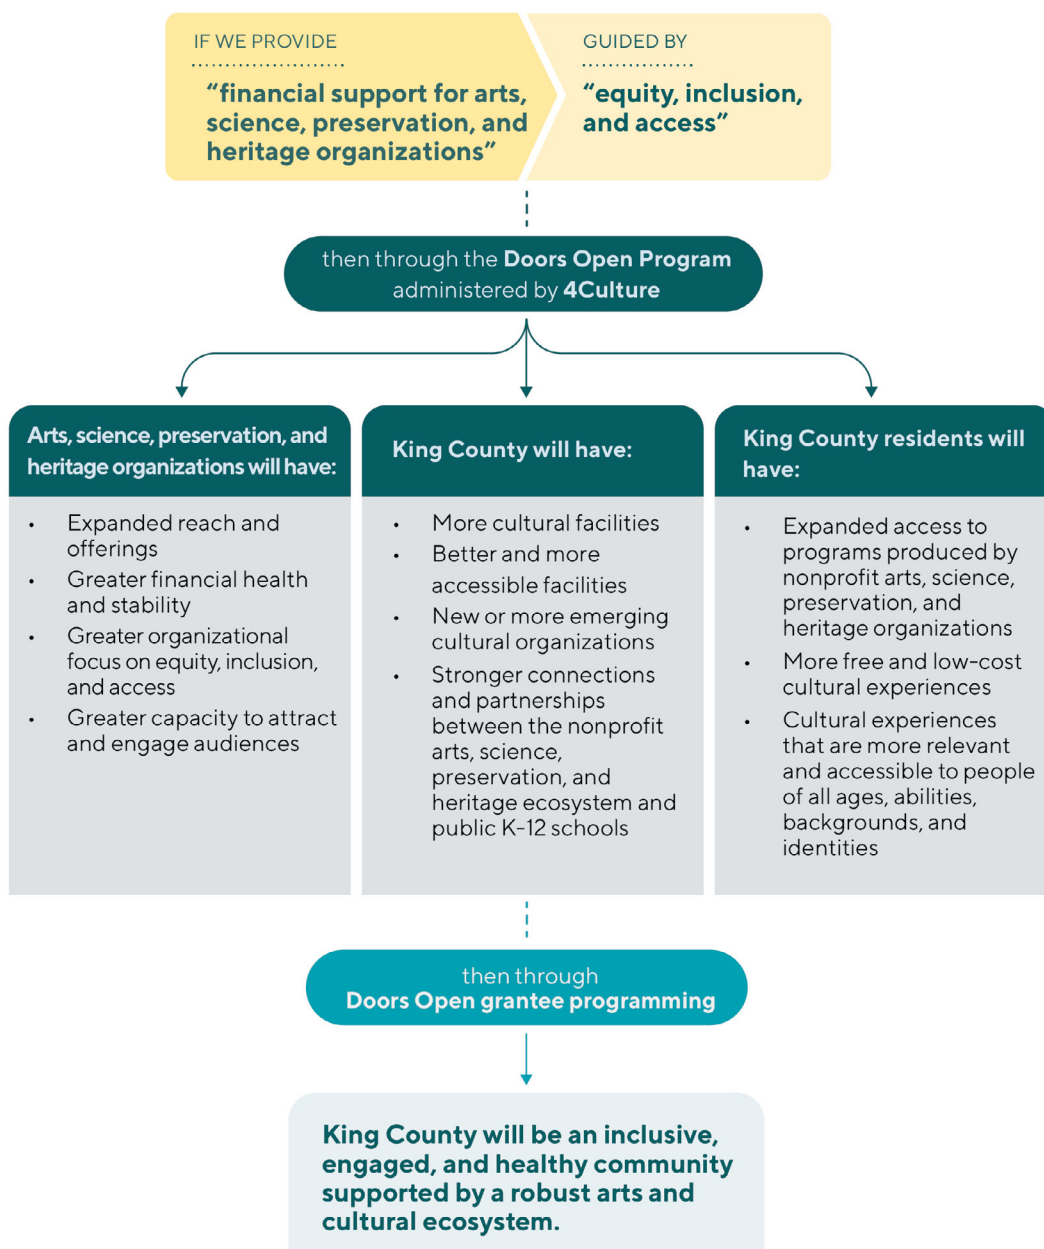 IF WE PROVIDE
“financial support for arts,
science, preservation, and
heritage organizations”
GUIDED BY
“equity, inclusion,
and access”
then through the Doors Open Program
administered by 4Culture
Arts, science, preservation, and
heritage organizations will have:
• Expanded reach and
offerings
• Greater financial health
and stability
• Greater organizational
focus on equity, inclusion,
and access
• Greater capacity to attract
and engage audiences
King County will have:
• More cultural facilities
• Better and more
accessible facilities
• New or more emerging
cultural organizations
• Stronger connections
and partnerships
between the nonprofit
arts, science,
preservation, and
heritage ecosystem and
public K-12 schools
King County residents will
have:
• Expanded access to
programs produced by
nonprofit arts, science,
preservation, and
heritage organizations
• More free and low-cost
cultural experiences
• Cultural experiences
that are more relevant
and accessible to people
of all ages, abilities,
backgrounds, and
identities
then through
Doors Open grantee programming
King County will be an inclusive,
engaged, and healthy community
supported by a robust arts and
cultural ecosystem.